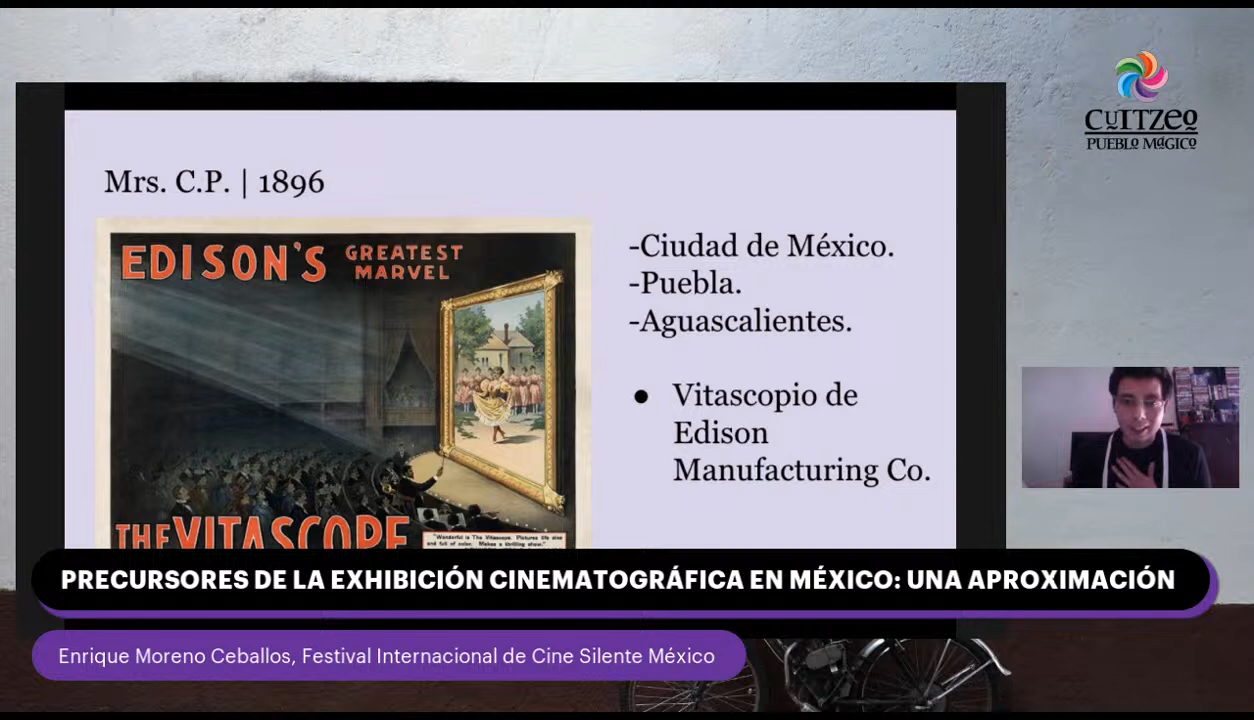 CUITZEO
PUEBLO MáGICO
Mrs. C.P. | 1896
EDISON'S GREATEST
MARVEL
-Ciudad de México.
-Puebla.
-Aguascalientes.
● Vitascopio de
Edison
Manufacturing Co.
THE VITASCOPE
"Wonderful is The Vitascope. Pictures life size
and full of color. Makes a thrilling show."
PRECURSORES DE LA EXHIBICIÓN CINEMATOGRÁFICA EN MÉXICO: UNA APROXIMACIÓN
Enrique Moreno Ceballos, Festival Internacional de Cine Silente México